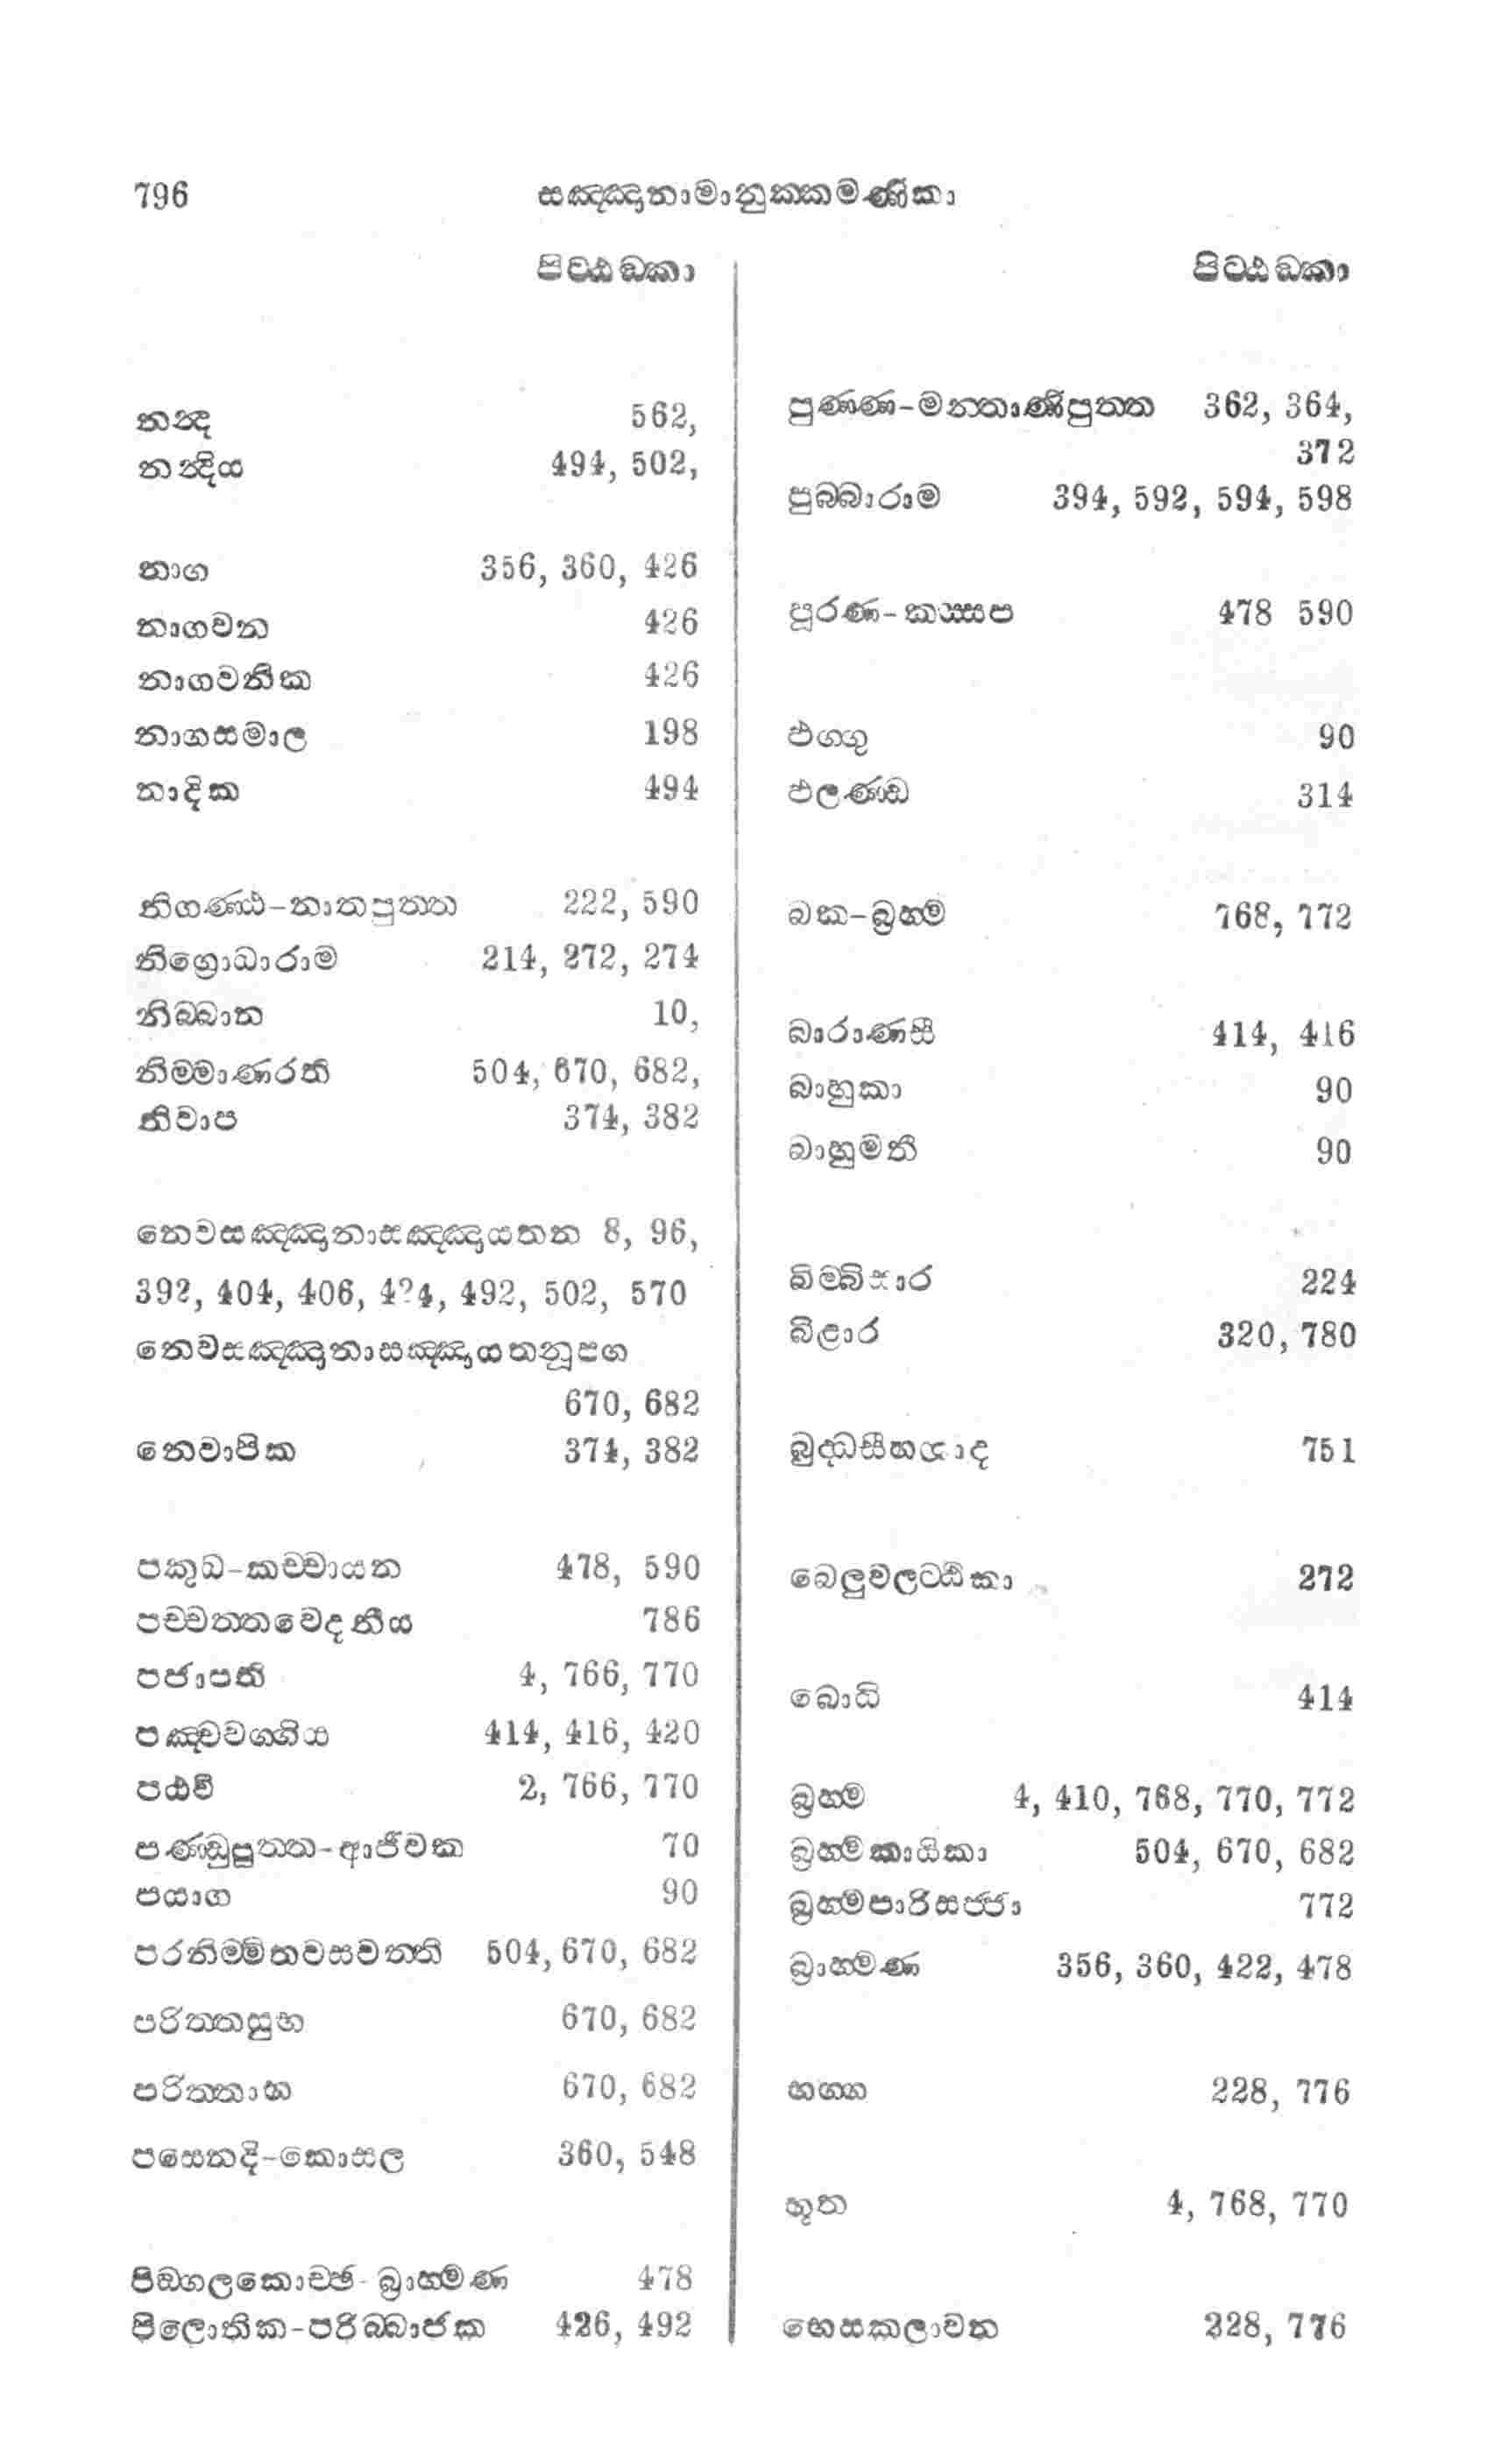 796 සඤ්ඤානාමානුක්කමණිකා
පිට්ඨඞ්කා
නන්ද 562,
නන්දිය 494, 502,
නාග 356, 360, 426
නාගවන 426
නාගවනික 426
නාගසමාල 198
නාදික 494
නිගණ්ඨ-නාතපුත්ත 222, 590
නිග්‍රොධාරාම 214, 272, 274
නිබ්බාන 10,
නිම්මාණරති 504, 670, 682,
නිවාප 374, 382
නෙවසඤ්ඤානාසඤ්ඤායතන 8, 96,
392, 404, 406, 4?4, 492, 502, 570
නෙවසඤ්ඤානාසඤ්ඤායතනූපග
670, 682
නෙවාපික 374, 382
පකුධ-කච්චායන 478, 590
පච්චත්තවෙදනීය 786
පජාපති 4, 766, 770
පඤ්චවග්ගිය 414, 416, 420
පඨවි 2, 766, 770
පණ්ඩුපුත්ත-ආජීවක 70
පයාග 90
පරනිම්මිතවසවත්ති 504, 670, 682
පරිත්තසුභ 670, 682
පරිත්තාභ 670, 682
පසෙනදි-කොසල 360, 548
පිඞ්ගලකොච්ඡ-බ්‍රාහ්මණ 478
පිලොතික-පරිබ්බාජක 426, 492
පිට්ඨඞ්කා
පුණ්ණ-මන්තාණිපුත්ත 362, 364,
372
පුබ්බාරාම 394, 592, 594, 598
පූරණ-කස්සප 478 590
ඵග්ගු 90
ඵලගණ්ඩ 314
බක-බ්‍රහ්ම 768, 772
බාරාණසී 414, 416
බාහුකා 90
බාහුමතී 90
බිම්බිසාර 224
බිළාර 320, 780
බුද්ධසීහනාද 751
බෙලුවලට්ඨිකා 272
බොධි 414
බ්‍රහ්ම 4, 410, 768, 770, 772
බ්‍රහ්මකායිකා 504, 670, 682
බ්‍රහ්මපාරිසජ්ජා 772
බ්‍රාහ්මණ 356, 360, 422, 478
භග්ග 228, 776
භූත 4, 768, 770
භෙසකලාවන 228, 776